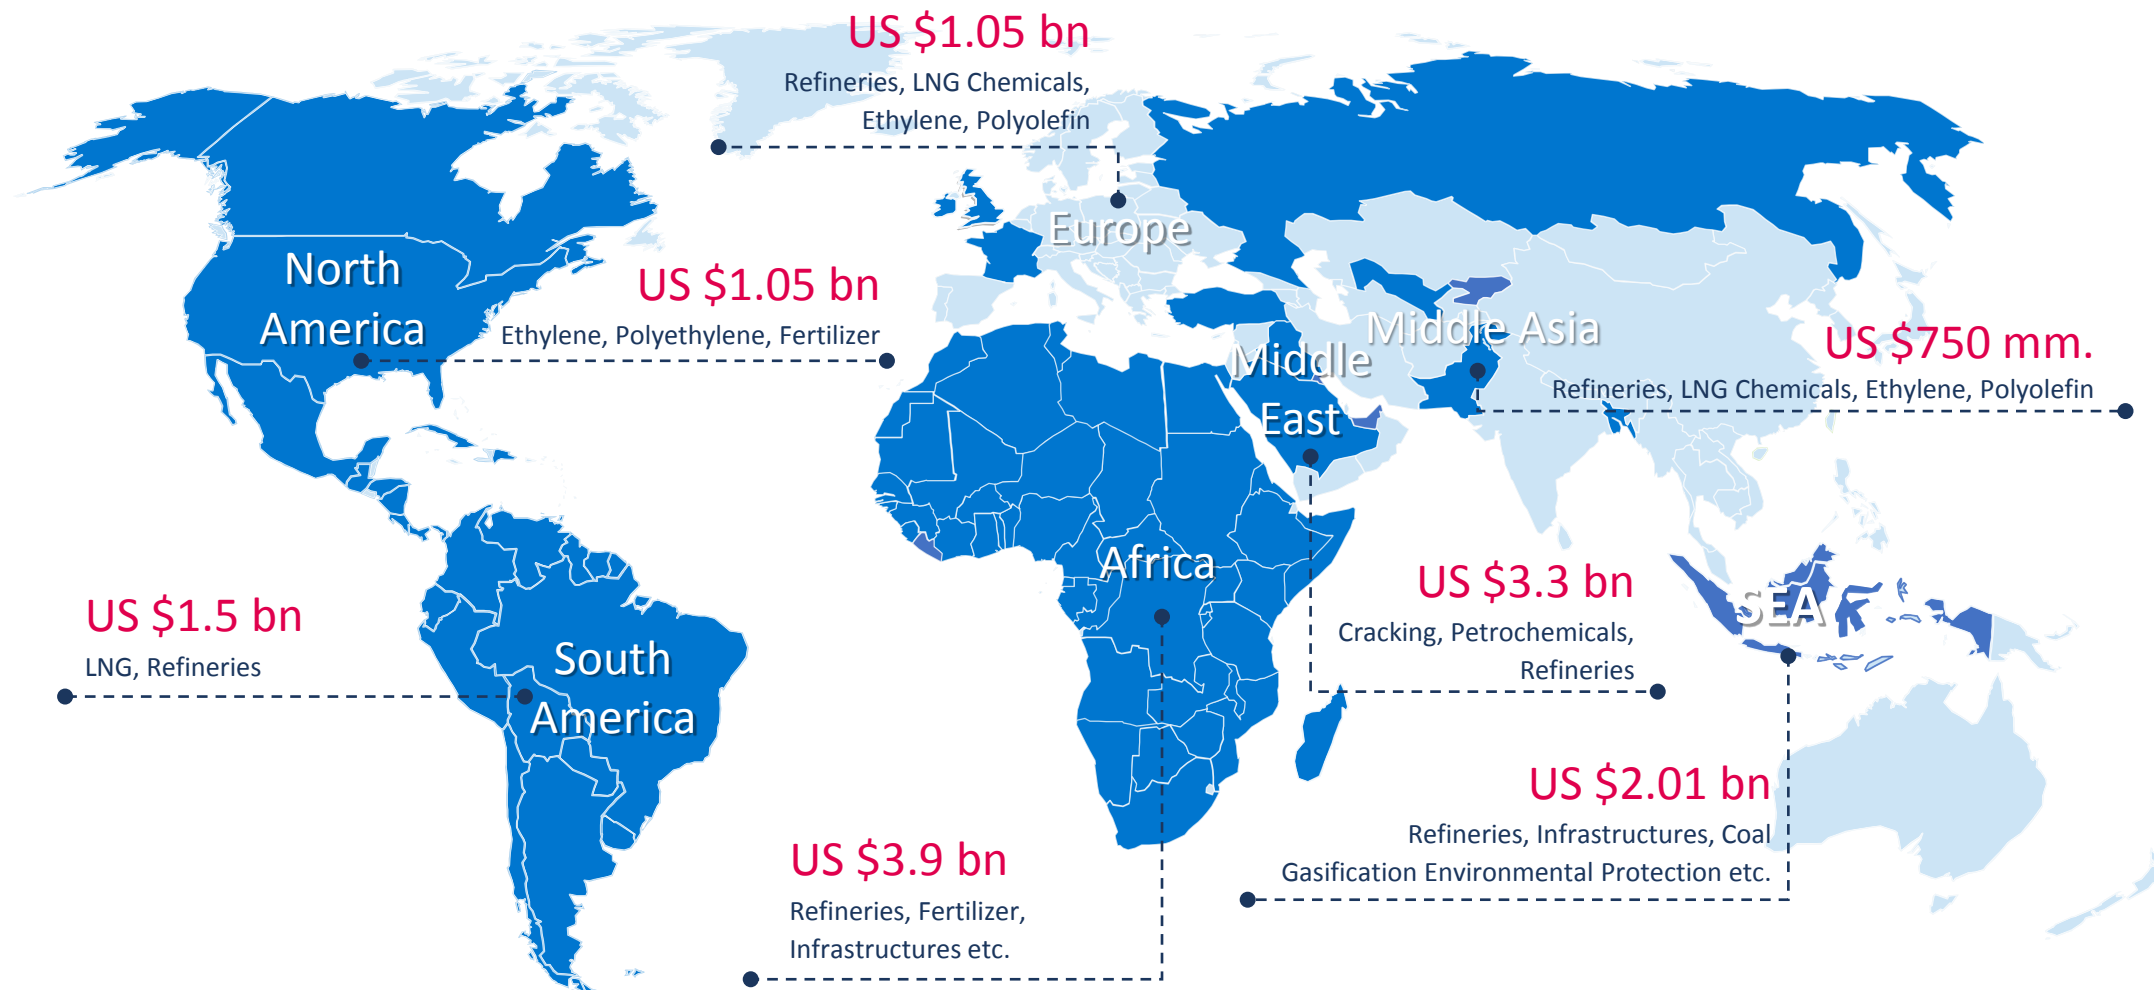 US $1.05 bn
Refineries, LNG Chemicals,
Ethylene, Polyolefin
Europe
North
America
US $1.05 bn
Ethylene, Polyethylene, Fertilizer
Middle Asia
US $750 mm.
Refineries, LNG Chemicals, Ethylene, Polyolefin
Middle
East
Africa
US $3.3 bn
Cracking, Petrochemicals,
Refineries
SEA
US $1.5 bn
LNG, Refineries
South
America
US $2.01 bn
Refineries, Infrastructures, Coal
Gasification Environmental Protection etc.
US $3.9 bn
Refineries, Fertilizer,
Infrastructures etc.